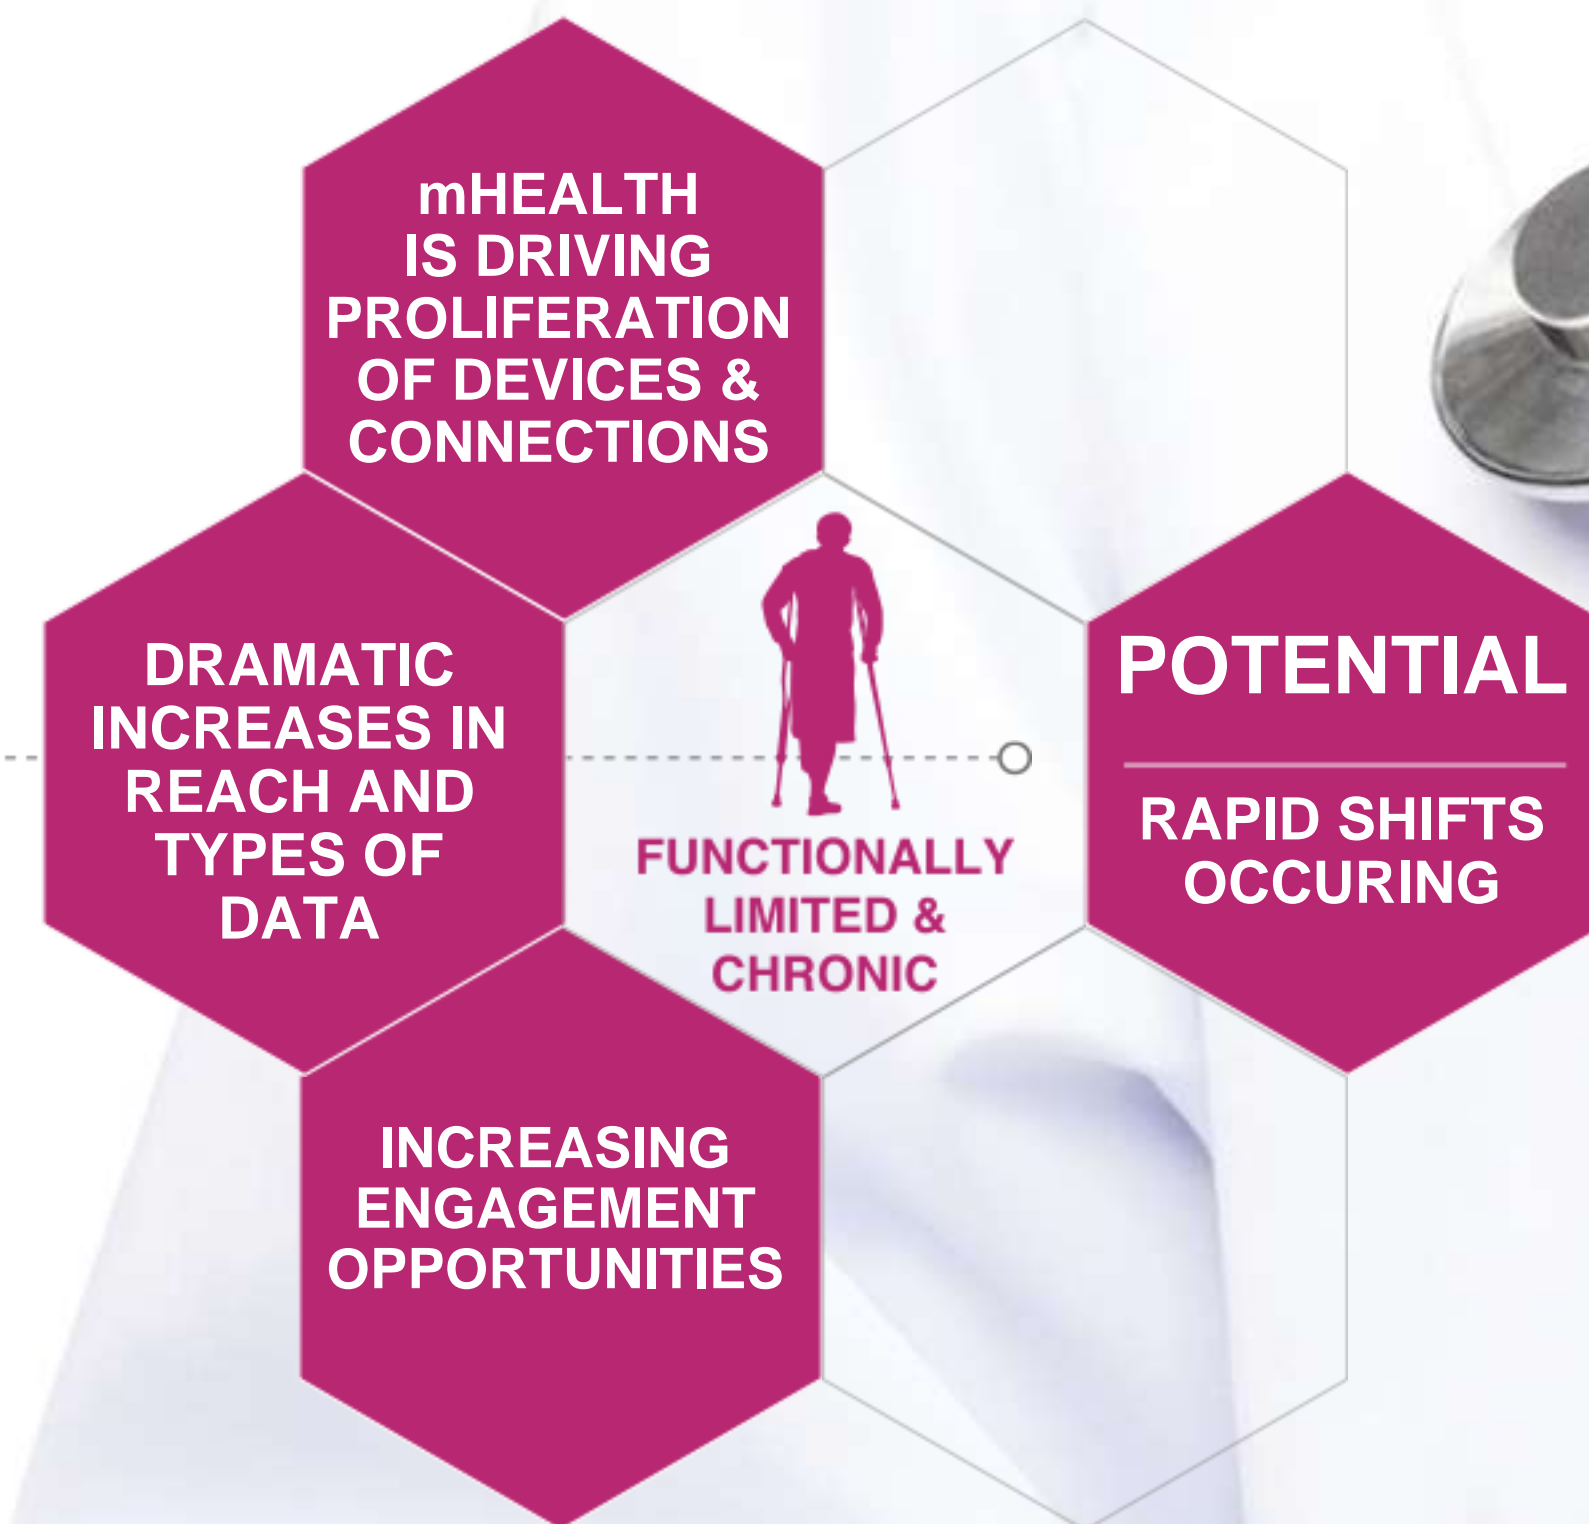 mHEALTH
IS DRIVING
PROLIFERATION
OF DEVICES &
CONNECTIONS
DRAMATIC
INCREASES IN
REACH AND
TYPES OF
DATA
FUNCTIONALLY
LIMITED &
CHRONIC
POTENTIAL
RAPID SHIFTS
OCCURING
INCREASING
ENGAGEMENT
OPPORTUNITIES